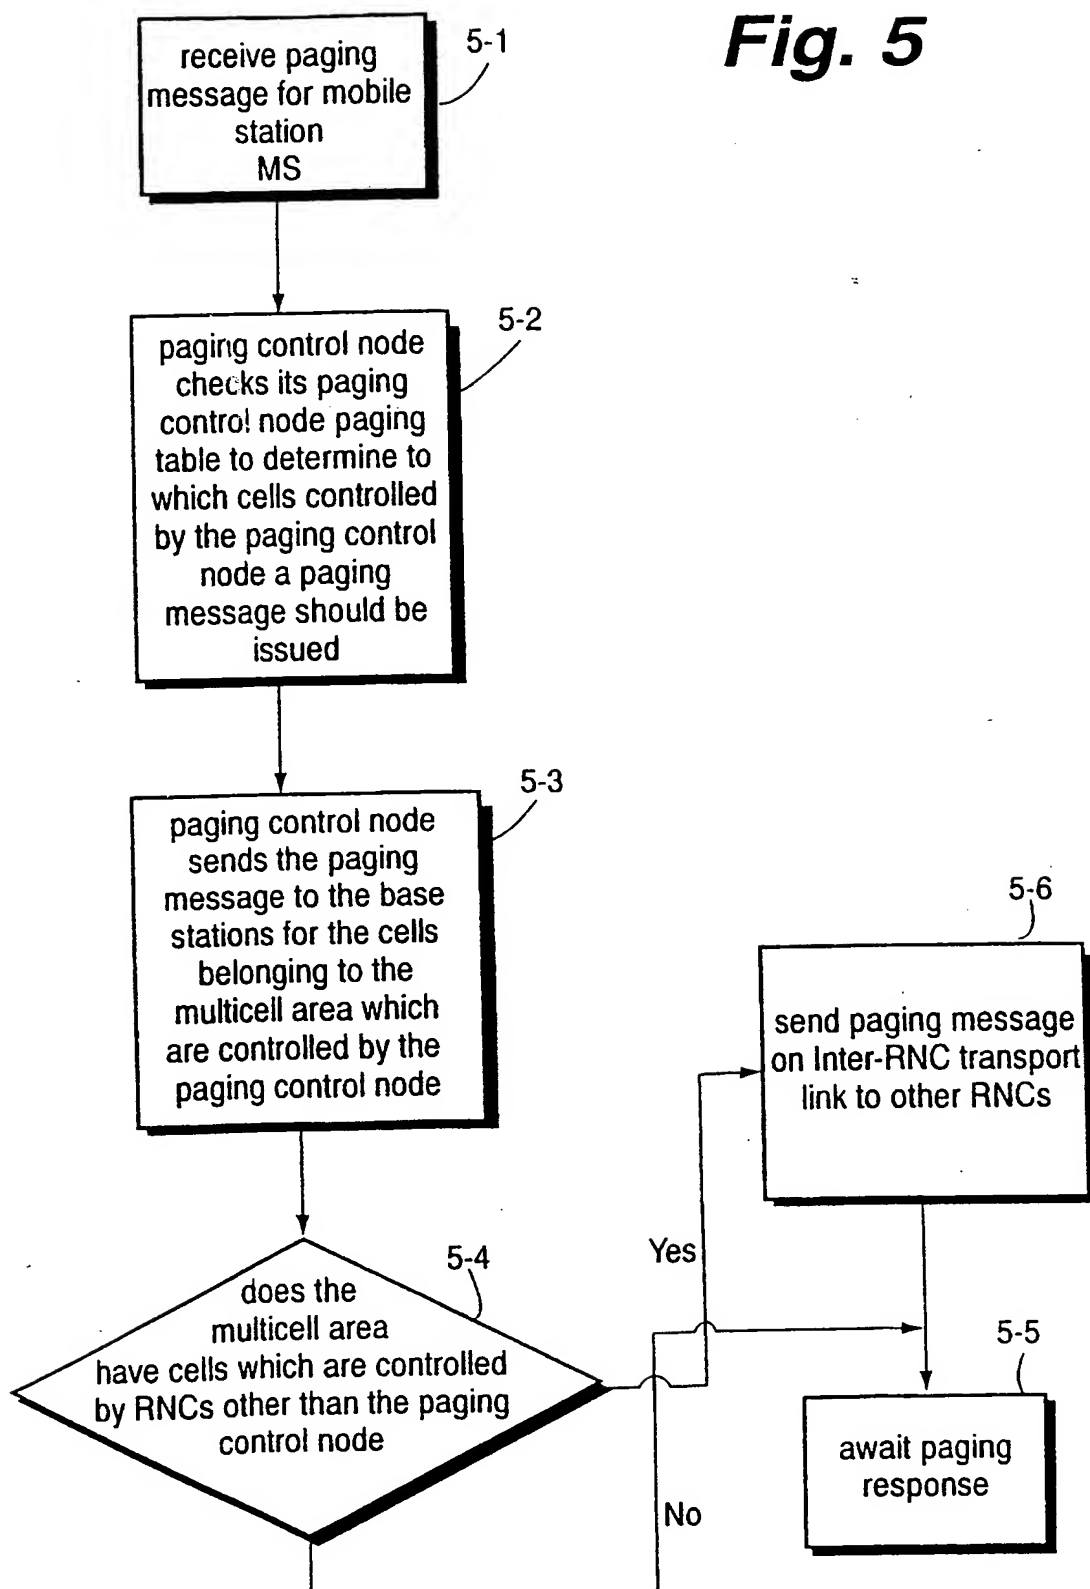 Fig. 5
5-1
receive paging
message for mobile
station
MS
5-2
paging control node
checks its paging
control node paging
table to determine to
which cells controlled
by the paging control
node a paging
message should be
issued
5-3
paging control node
sends the paging
message to the base
stations for the cells
belonging to the
multicell area which
are controlled by the
paging control node
5-4
does the
multicell area
have cells which are controlled
by RNCs other than the paging
control node
Yes
No
5-6
send paging message
on Inter-RNC transport
link to other RNCs
5-5
await paging
response